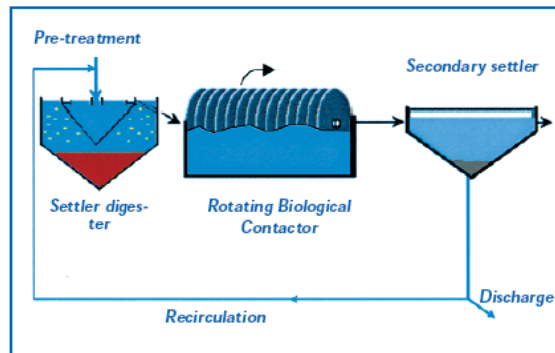 Pre-treatment
Secondary settler
Settler diges-
ter
Rotating Biological
Contactor
Discharge
Recirculation